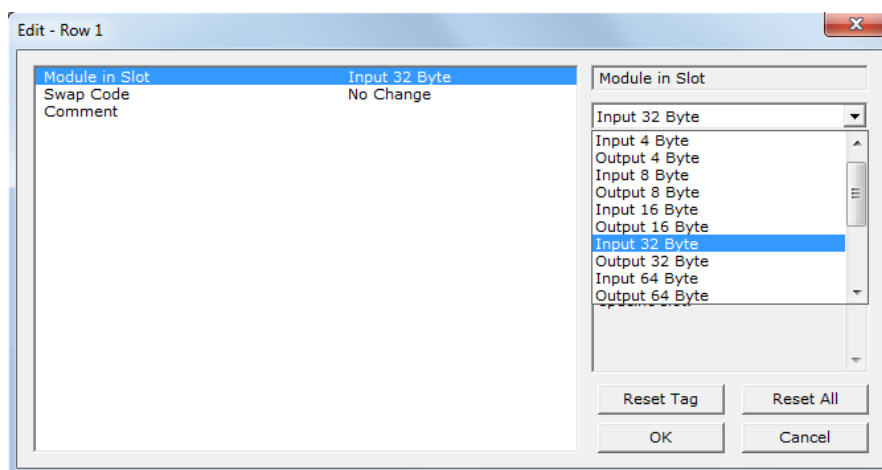 Edit - Row 1
X
Module in Slot Input 32 Byte
Swap Code No Change
Comment
Module in Slot
Input 32 Byte
Input 4 Byte
Output 4 Byte
Input 8 Byte
Output 8 Byte
Input 16 Byte
Output 16 Byte
Input 32 Byte
Output 32 Byte
Input 64 Byte
Output 64 Byte
Reset Tag Reset All
OK Cancel